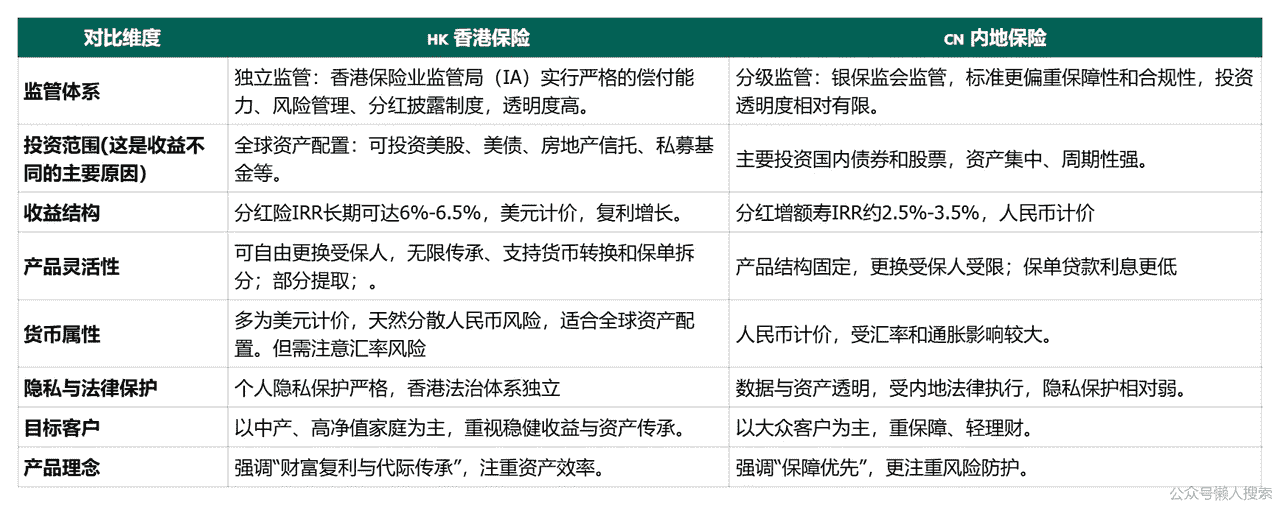 对比维度
HK 香港保险
CN 内地保险
监管体系
独立监管：香港保险业监管局（IA）实行严格的偿付能
力、风险管理、分红披露制度，透明度高。
分级监管：银保监会监管，标准更偏重保障性和合规性，投资
透明度相对有限。
投资范围(这是收益不
同的主要原因)
全球资产配置：可投资美股、美债、房地产信托、私募基
金等。
主要投资国内债券和股票，资产集中、周期性强。
收益结构
分红险IRR长期可达6%-6.5%，美元计价，复利增长。
分红增额寿IRR约2.5%-3.5%，人民币计价
产品灵活性
可自由更换受保人，无限传承、支持货币转换和保单拆
分；部分提取；。
产品结构固定，更换受保人受限；保单贷款利息更低
货币属性
多为美元计价，天然分散人民币风险，适合全球资产配
置。但需注意汇率风险
人民币计价，受汇率和通胀影响较大。
隐私与法律保护
个人隐私保护严格，香港法治体系独立
数据与资产透明，受内地法律执行，隐私保护相对弱。
目标客户
以中产、高净值家庭为主，重视稳健收益与资产传承。
以大众客户为主，重保障、轻理财。
产品理念
强调“财富复利与代际传承”，注重资产效率。
强调“保障优先”，更注重风险防护。
公众号懒人搜索